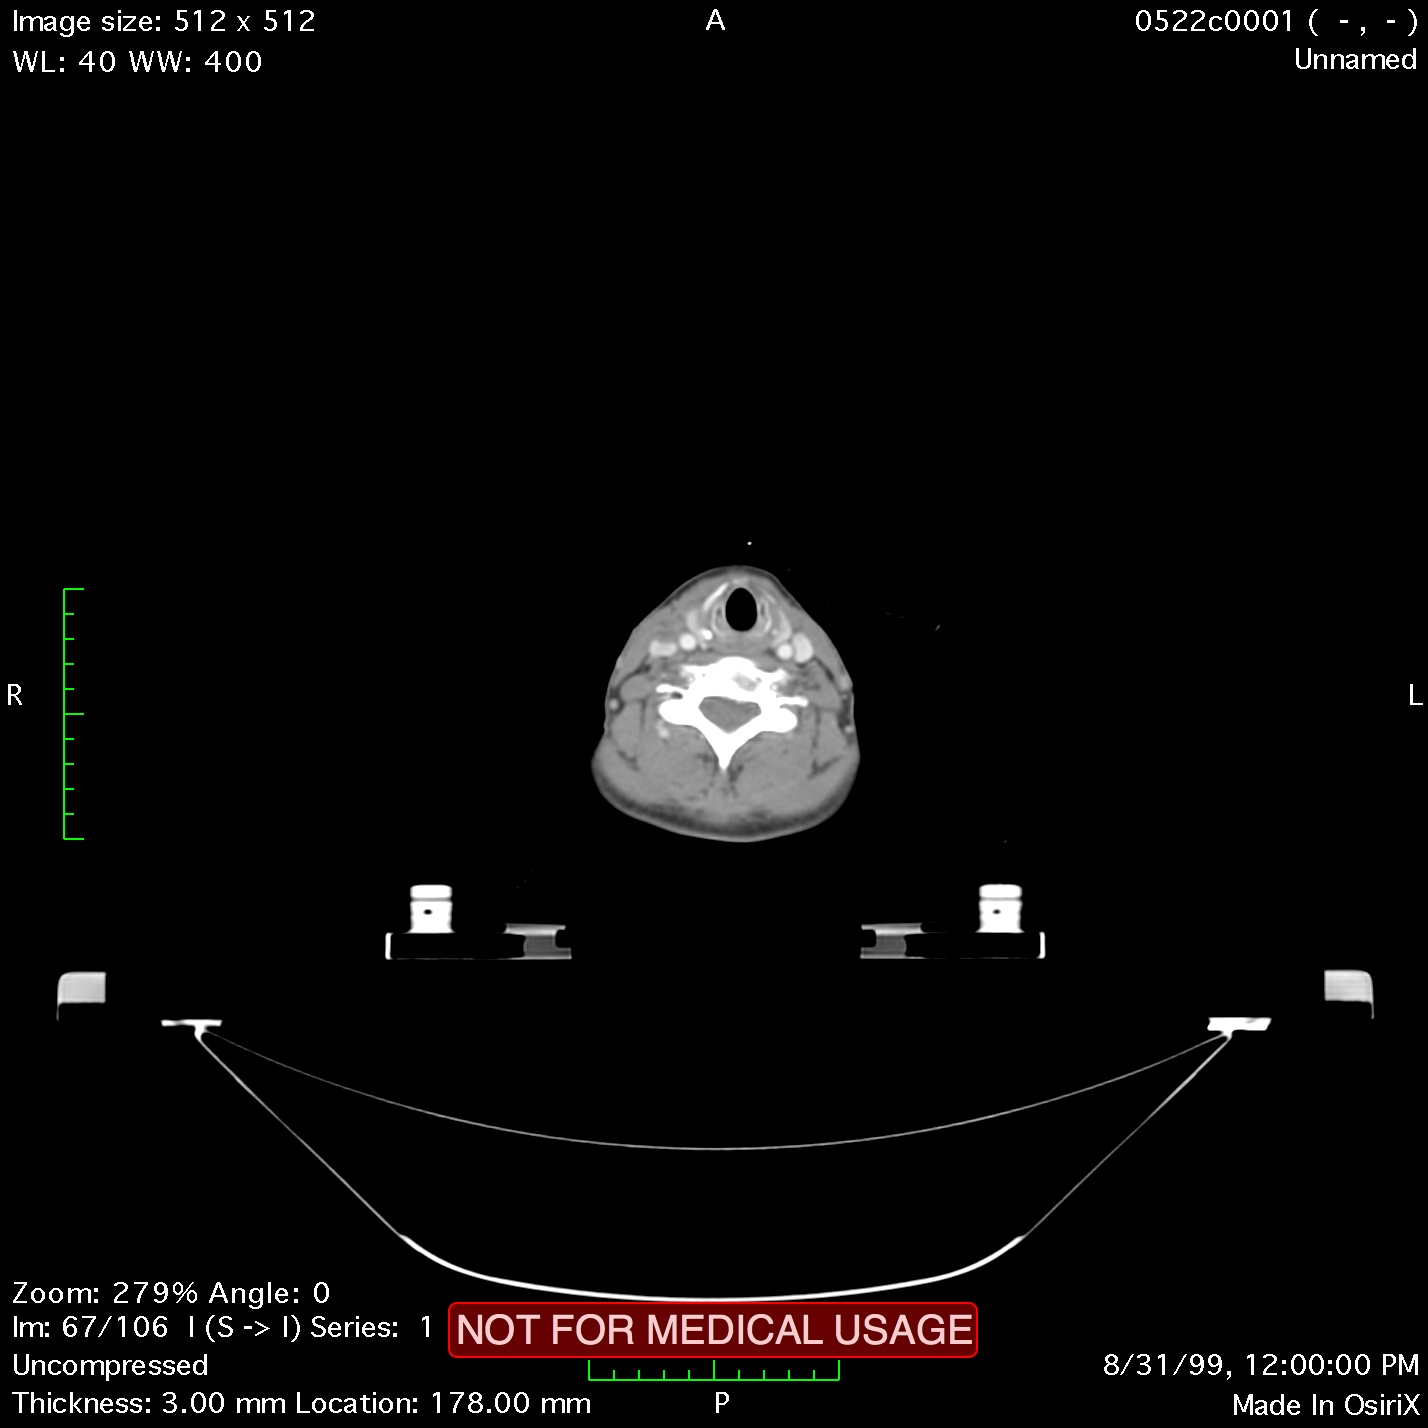 Image size: 512 x 512
WL: 40 WW: 400
A
0522c0001 ( - , - )
Unnamed
R
L
Zoom: 279% Angle: 0
Im: 67/106 I (S -> I) Series: 1
Uncompressed
Thickness: 3.00 mm Location: 178.00 mm
NOT FOR MEDICAL USAGE
P
8/31/99, 12:00:00 PM
Made In OsiriX